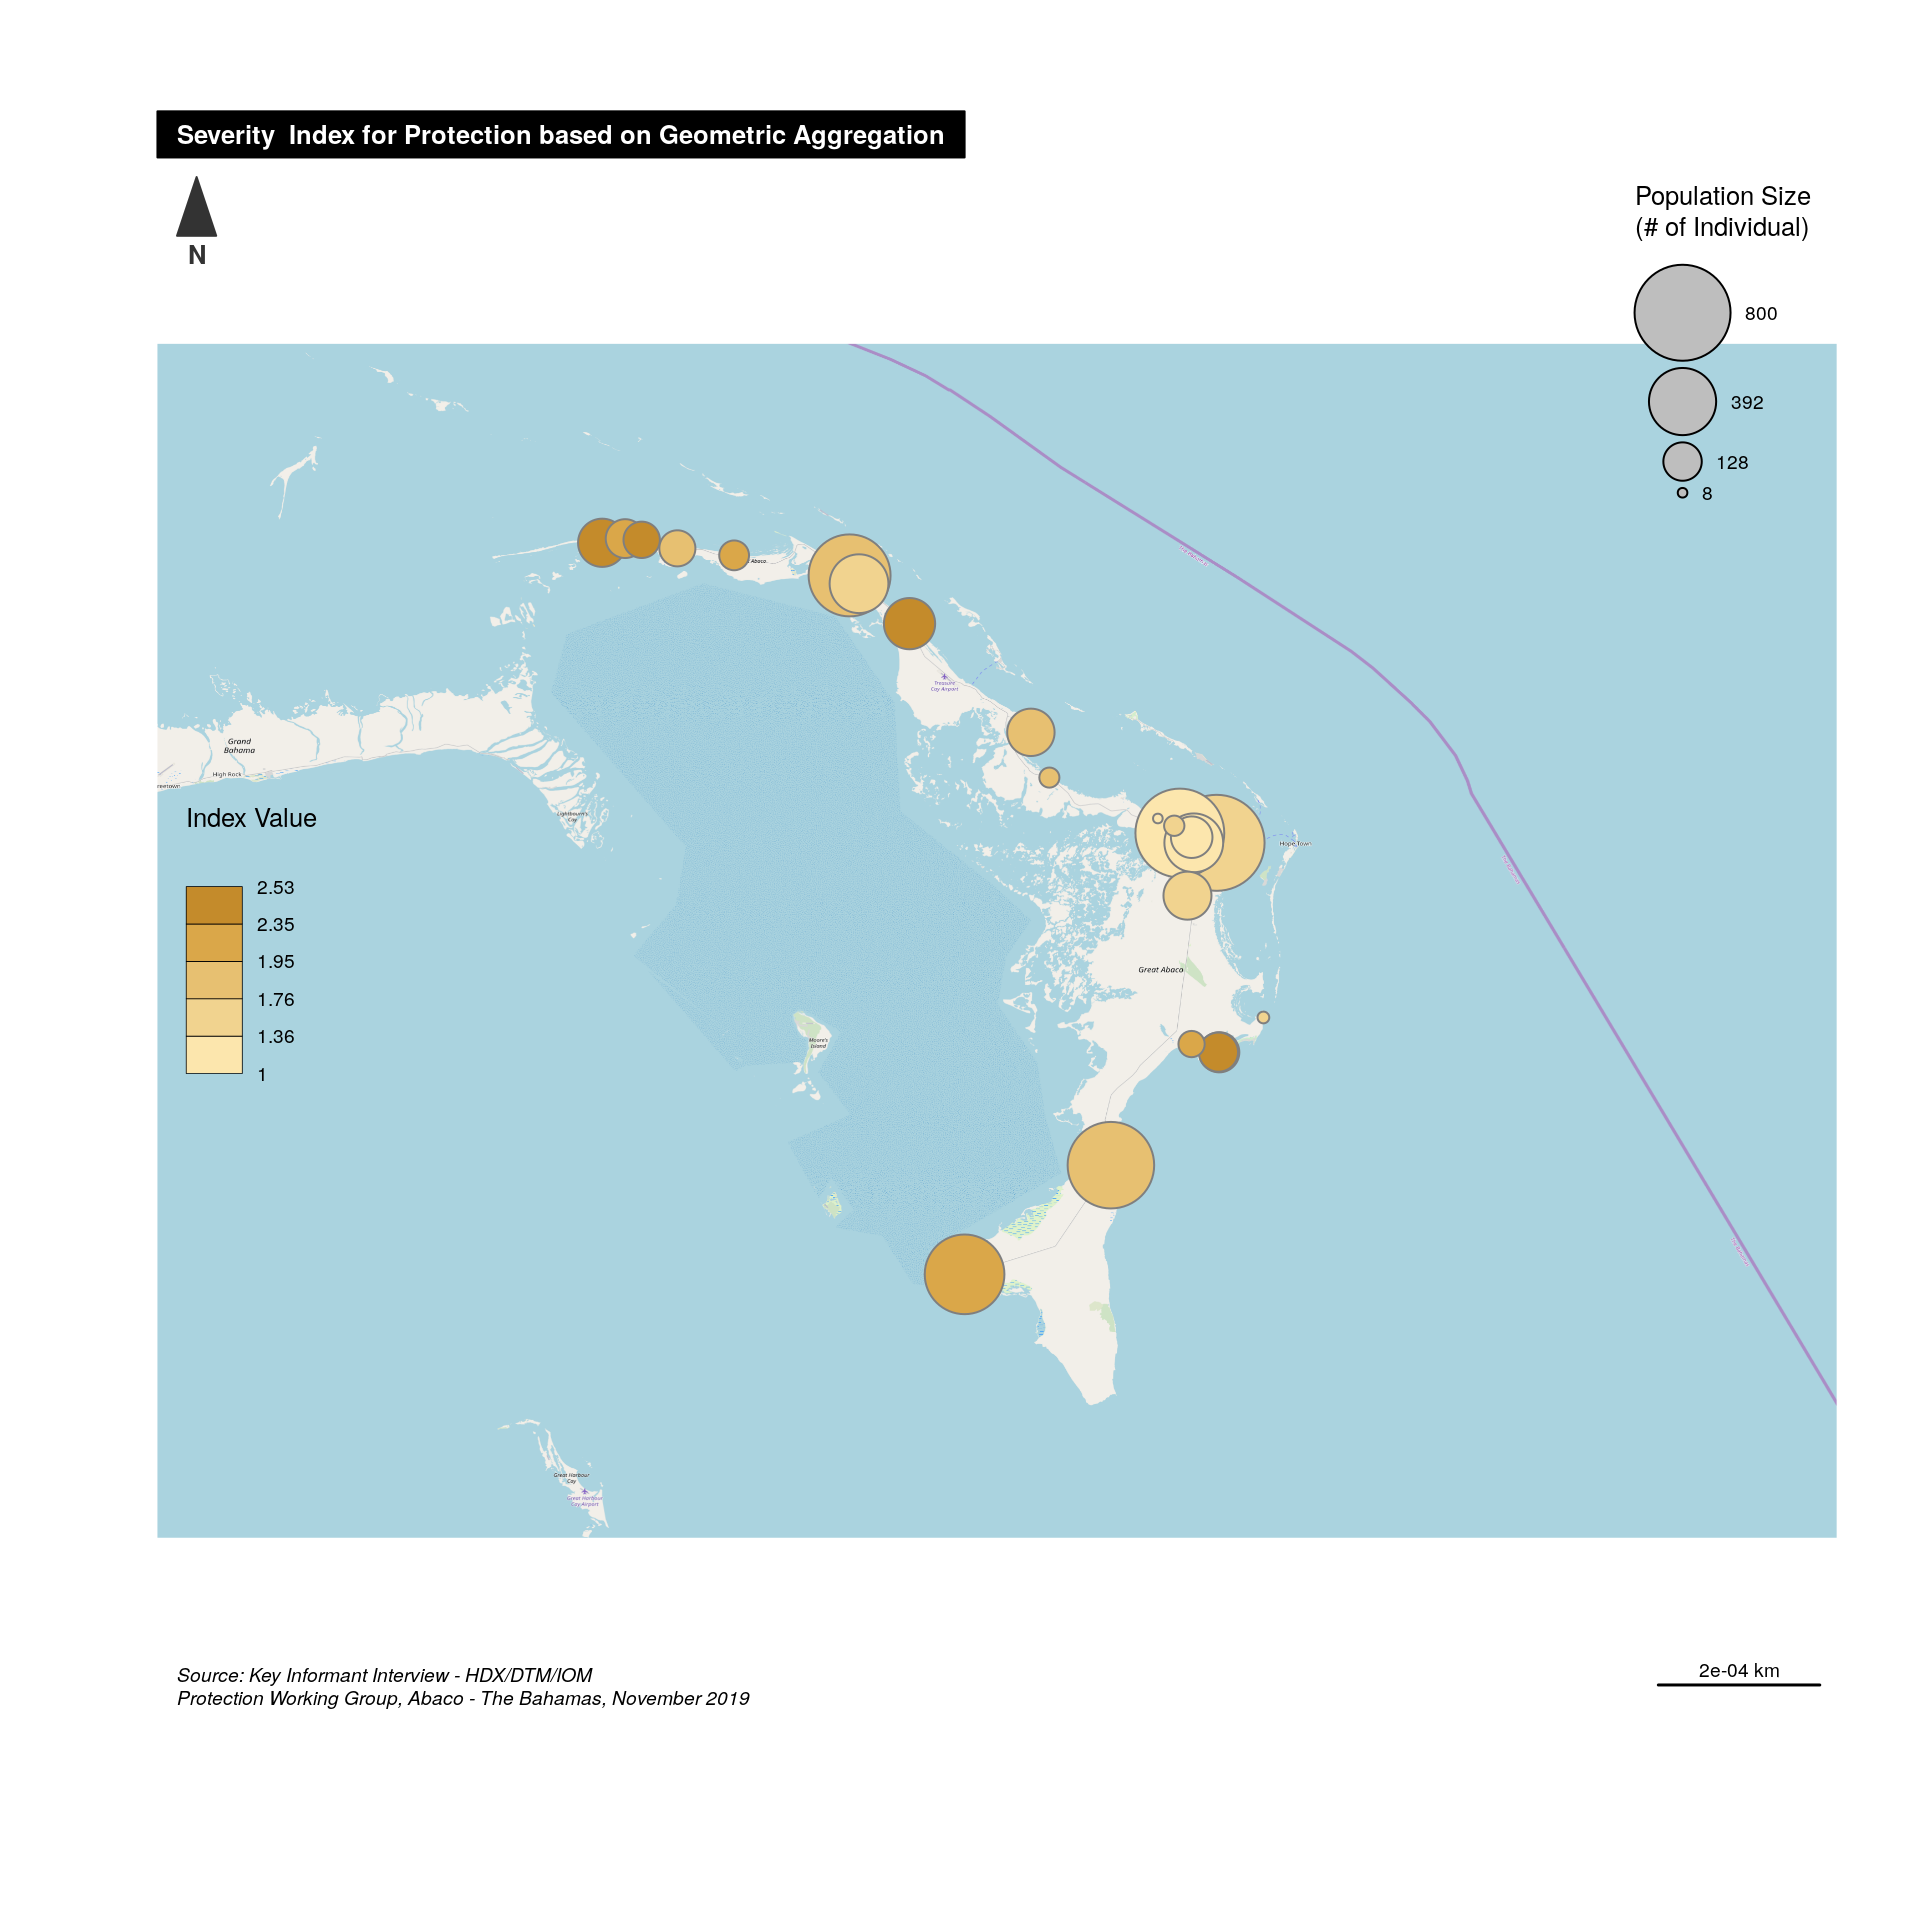 Severity  Index for Protection based on Geometric Aggregation
N
Population Size
(# of Individual)
800
392
128
8
Abaco
Treasure
Cay Airport
Grand
Bahama
High Rock
Lightbourn's
Cay
Index Value
2.53
2.35
1.95
1.76
1.36
1
Hope Town
Great Abaco
Moore's
Island
Great Harbour
Cay
Great Harbour
Cay Airport
Source: Key Informant Interview - HDX/DTM/IOM
Protection Working Group, Abaco - The Bahamas, November 2019
2e-04 km